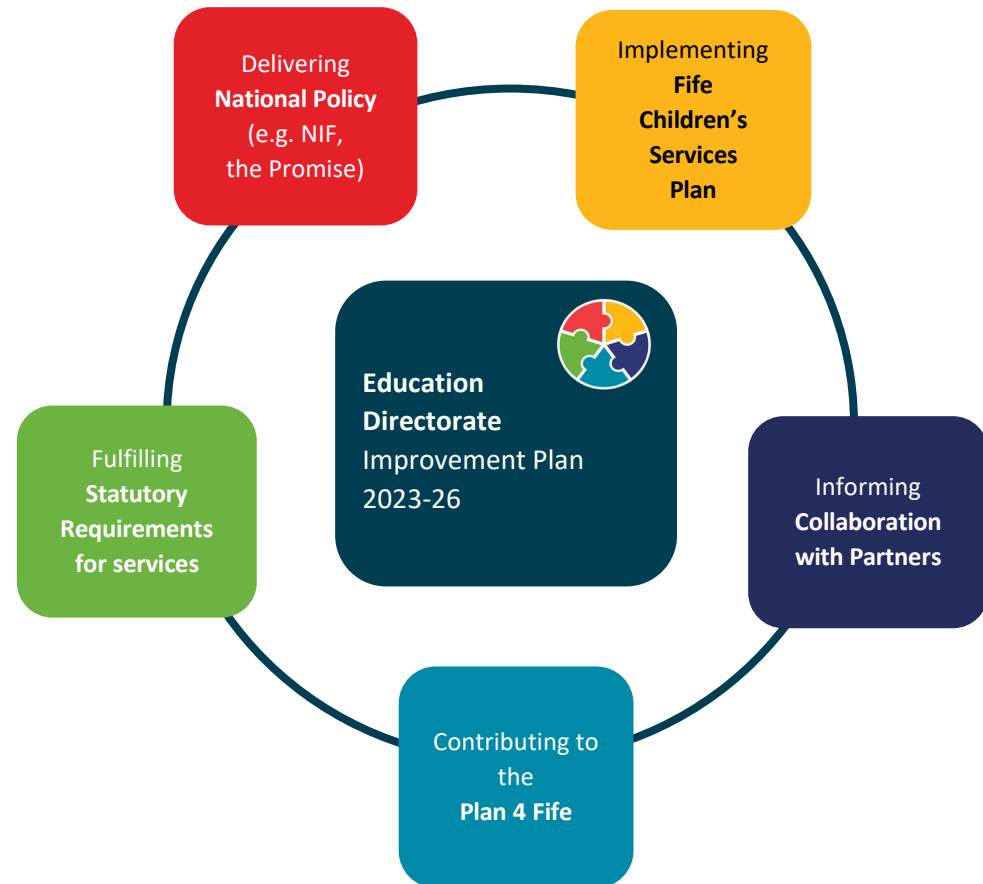 Delivering
National Policy
(e.g. NIF,
the Promise)
Implementing
Fife
Children’s
Services
Plan
Education
Directorate
Improvement Plan
2023-26
Fulfilling
Statutory
Requirements
for services
Informing
Collaboration
with Partners
Contributing to
the
Plan 4 Fife